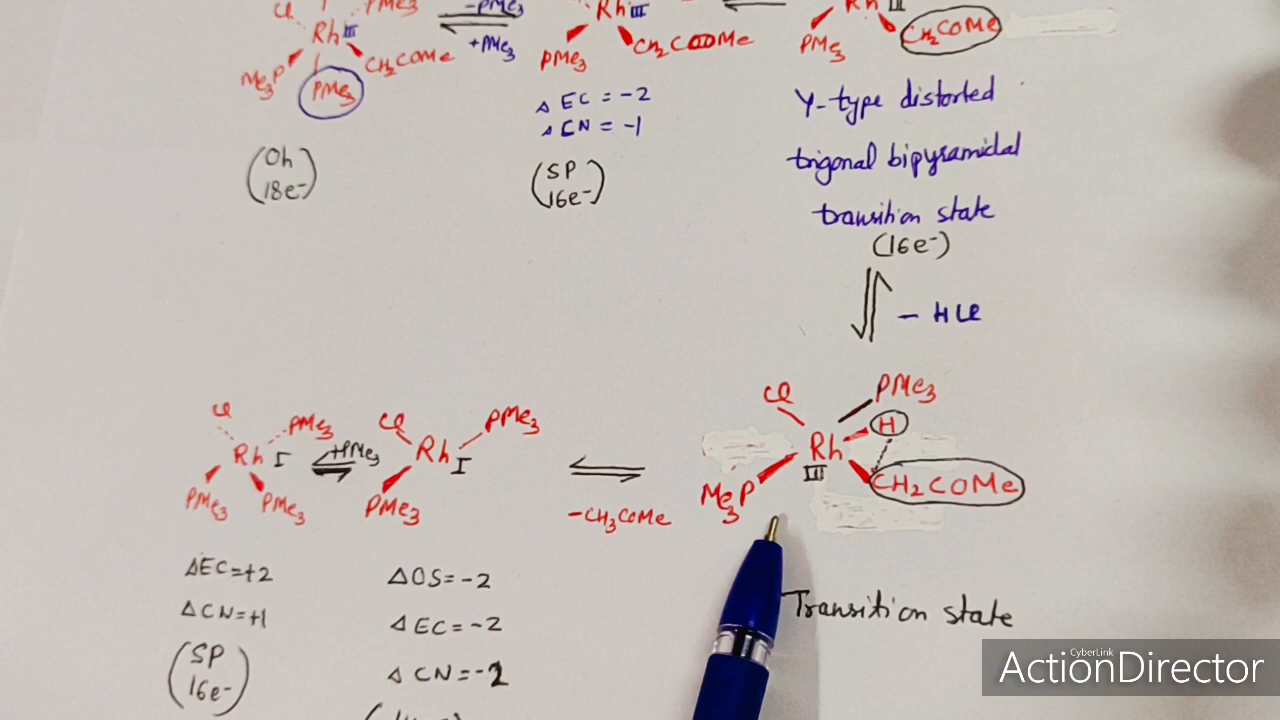 Cl PMe3
Rh III
Me3P PMe3 CH2COMe
-PMe3
+PMe3
Rh III
PMe3 CH2COOMe
Rh III
PMe3 CH2COMe
(Oh
18e-)
Δ EC = -2
Δ CN = -1
(SP
16e-)
Y-type distorted
trigonal bipyramidal
transition state
(16e-)
- HCl
Cl PMe3
Rh I
PMe3 PMe3
+PMe3
Cl PMe3
Rh I
PMe3
-CH3COMe
Cl PMe3
H
Rh III
Me3P CH2COMe
Transition state
ΔEC=+2
ΔCN=+1
(SP
16e-)
ΔOS=-2
ΔEC=-2
ΔCN=-2
CyberLink
ActionDirector